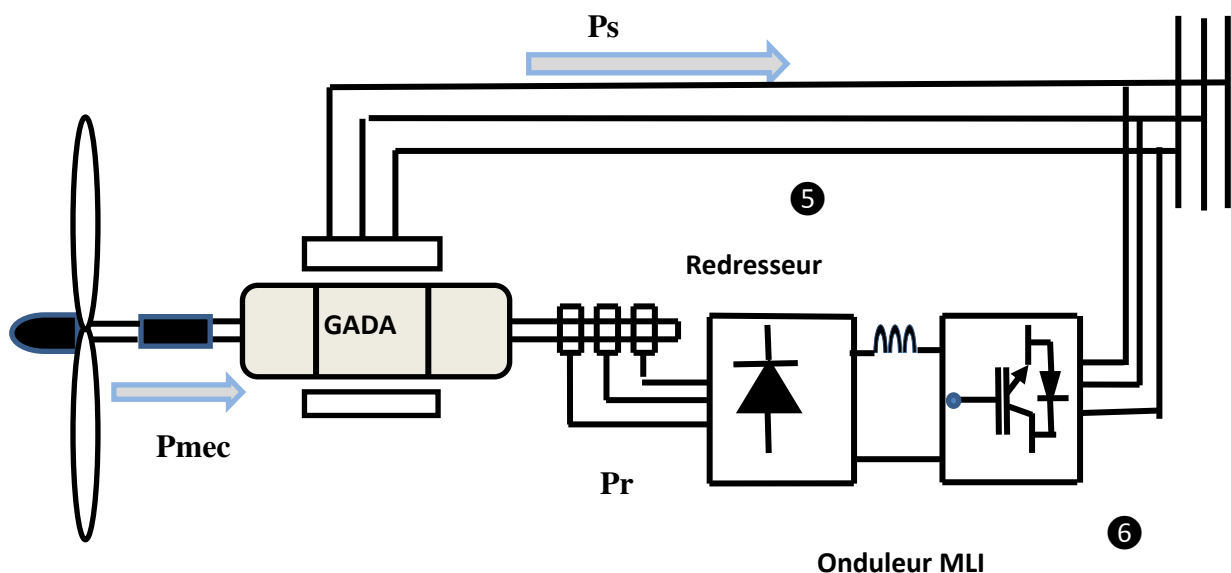 Ps
❺
Redresseur
GADA
Pmec
Pr
❻
Onduleur MLI